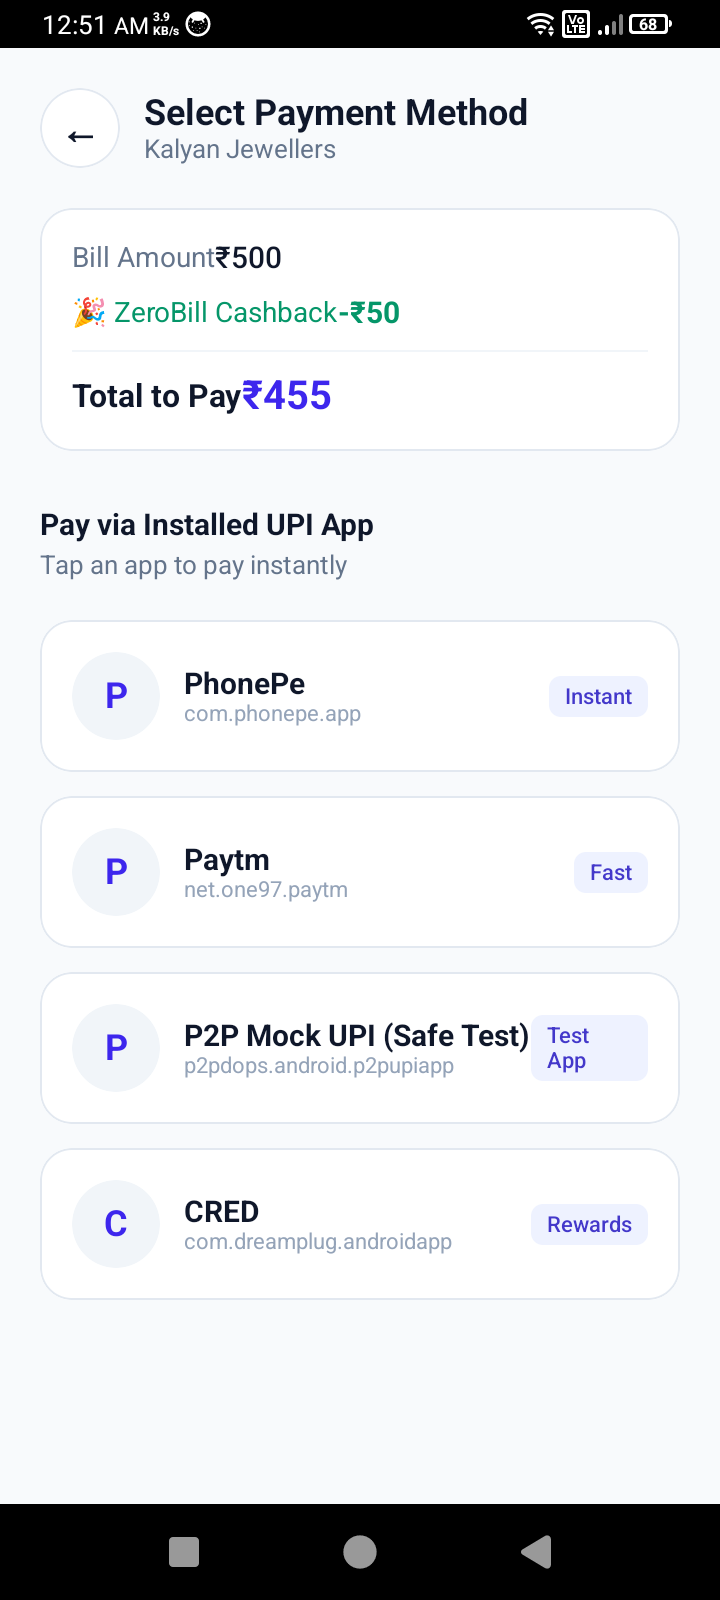 12:51 AM 3.9 KB/s Vo LTE 68
Select Payment Method
Kalyan Jewellers
Bill Amount₹500
🎉 ZeroBill Cashback-₹50
Total to Pay₹455
Pay via Installed UPI App
Tap an app to pay instantly
P PhonePe Instant
com.phonepe.app
P Paytm Fast
net.one97.paytm
P P2P Mock UPI (Safe Test) Test App
p2pdops.android.p2pupiapp
C CRED Rewards
com.dreamplug.androidapp